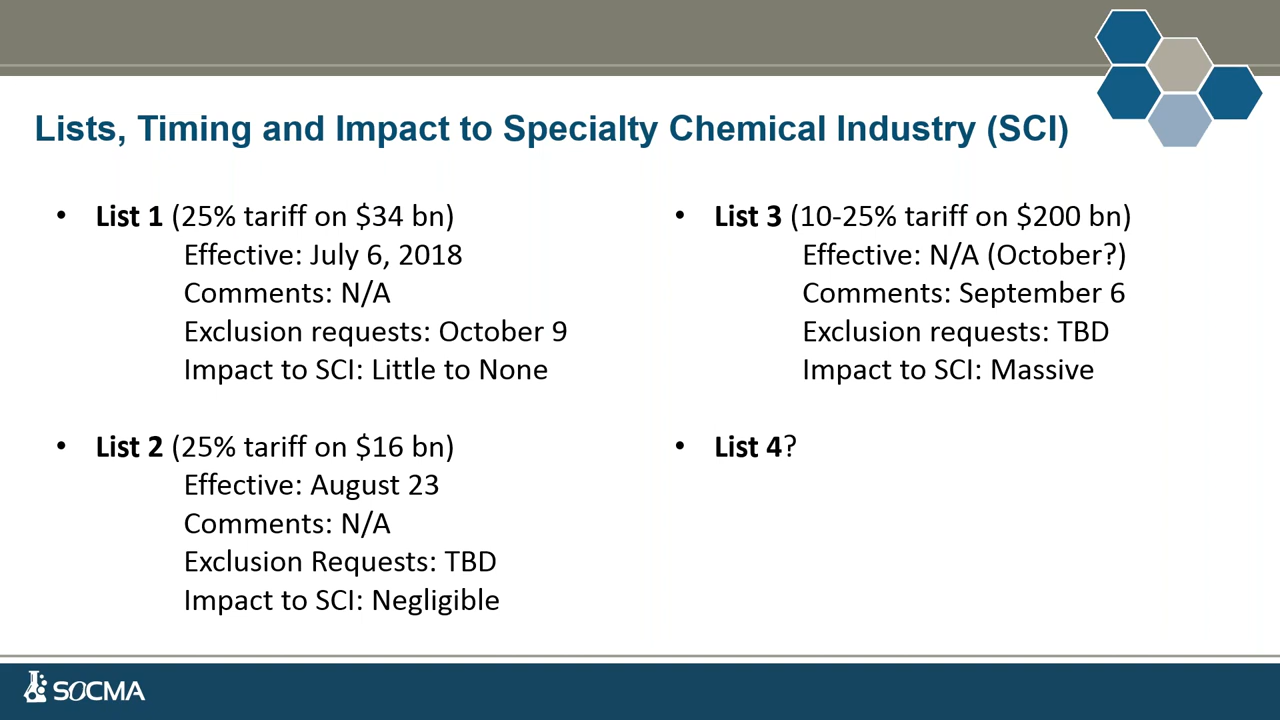 Lists, Timing and Impact to Specialty Chemical Industry (SCI)
• List 1 (25% tariff on $34 bn)
Effective: July 6, 2018
Comments: N/A
Exclusion requests: October 9
Impact to SCI: Little to None
• List 2 (25% tariff on $16 bn)
Effective: August 23
Comments: N/A
Exclusion Requests: TBD
Impact to SCI: Negligible
• List 3 (10-25% tariff on $200 bn)
Effective: N/A (October?)
Comments: September 6
Exclusion requests: TBD
Impact to SCI: Massive
• List 4?
SOCMA